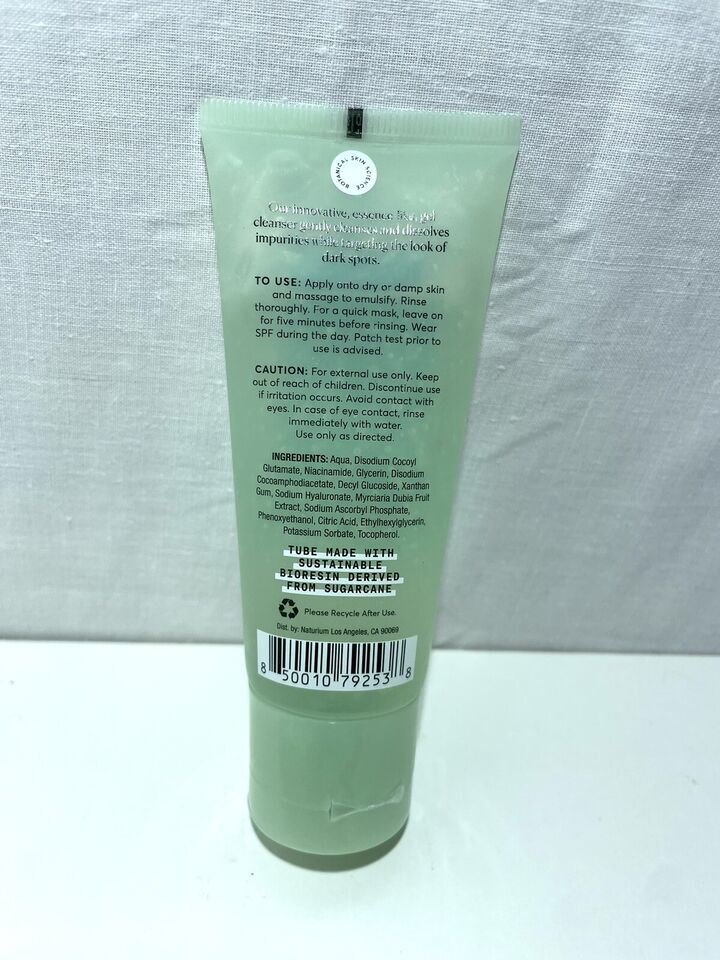 BOTANICAL SKIN SCIENCE
Our innovative, essence-like gel
cleanser gently cleanses and dissolves
impurities while targeting the look of
dark spots.
TO USE: Apply onto dry or damp skin
and massage to emulsify. Rinse
thoroughly. For a quick mask, leave on
for five minutes before rinsing. Wear
SPF during the day. Patch test prior to
use is advised.
CAUTION: For external use only. Keep
out of reach of children. Discontinue use
if irritation occurs. Avoid contact with
eyes. In case of eye contact, rinse
immediately with water.
Use only as directed.
INGREDIENTS: Aqua, Disodium Cocoyl
Glutamate, Niacinamide, Glycerin, Disodium
Cocoamphodiacetate, Decyl Glucoside, Xanthan
Gum, Sodium Hyaluronate, Myrciaria Dubia Fruit
Extract, Sodium Ascorbyl Phosphate,
Phenoxyethanol, Citric Acid, Ethylhexylglycerin,
Potassium Sorbate, Tocopherol.
TUBE MADE WITH
SUSTAINABLE
BIORESIN DERIVED
FROM SUGARCANE
Please Recycle After Use.
Dist. by: Naturium Los Angeles, CA 90069
8 50010 79253 8